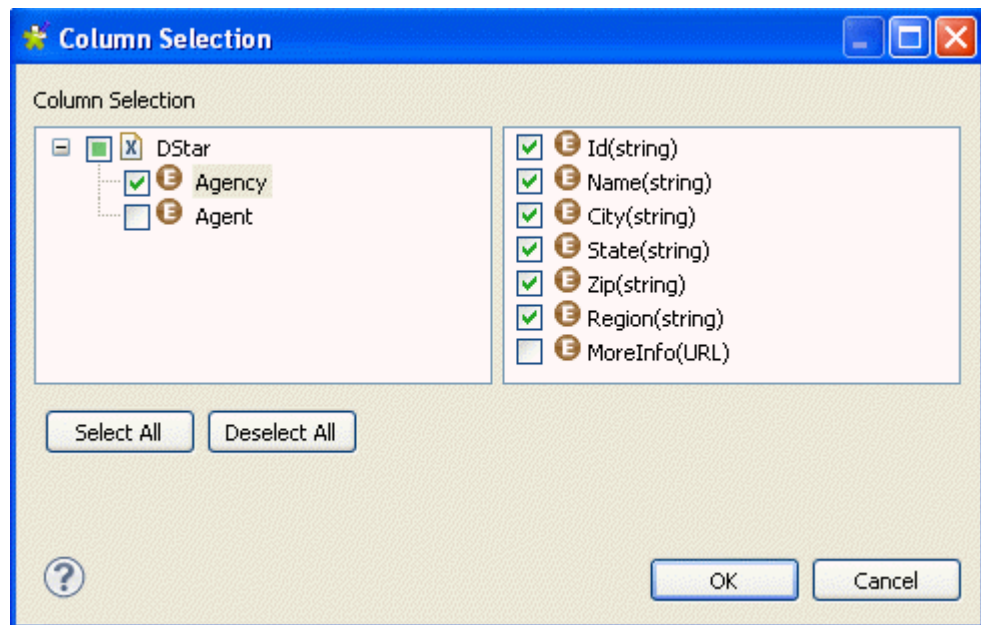 Column Selection
Column Selection
X DStar
E Agency
E Agent
E Id(string)
E Name(string)
E City(string)
E State(string)
E Zip(string)
E Region(string)
E MoreInfo(URL)
Select All Deselect All
? OK Cancel